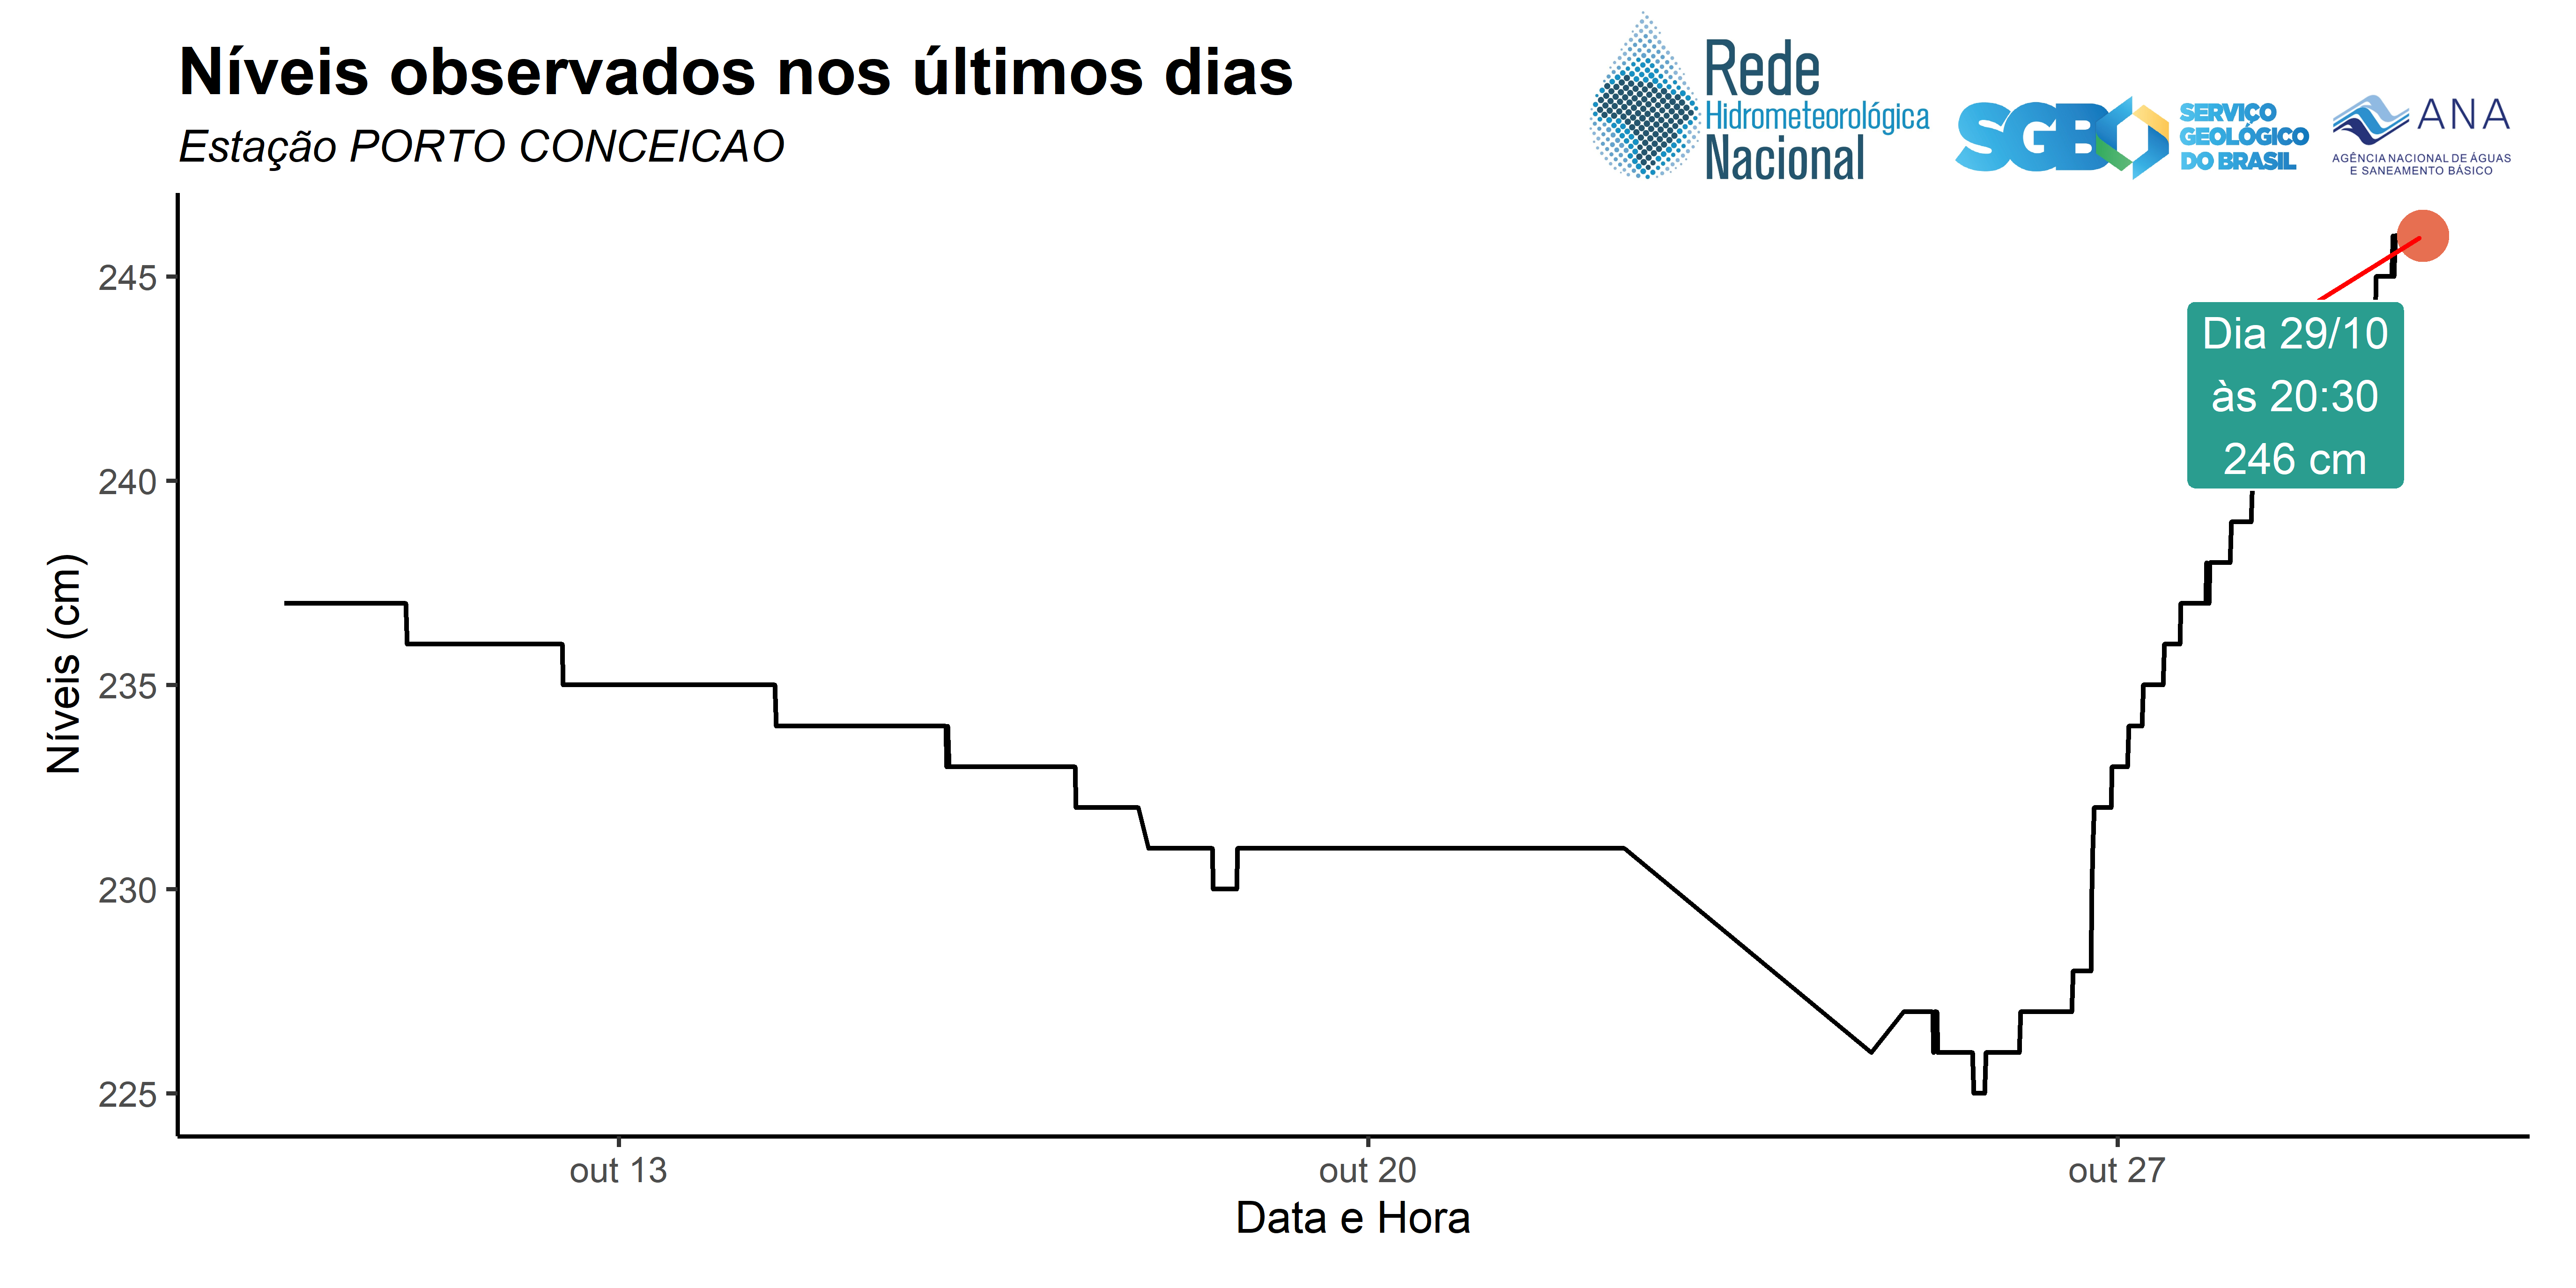 Níveis observados nos últimos dias
Estação PORTO CONCEICAO
Rede
Hidrometeorológica
Nacional
SGB
SERVIÇO
GEOLÓGICO
DO BRASIL
ANA
AGÊNCIA NACIONAL DE ÁGUAS
E SANEAMENTO BÁSICO
245
240
235
230
225
Níveis (cm)
Dia 29/10
às 20:30
246 cm
out 13
out 20
out 27
Data e Hora